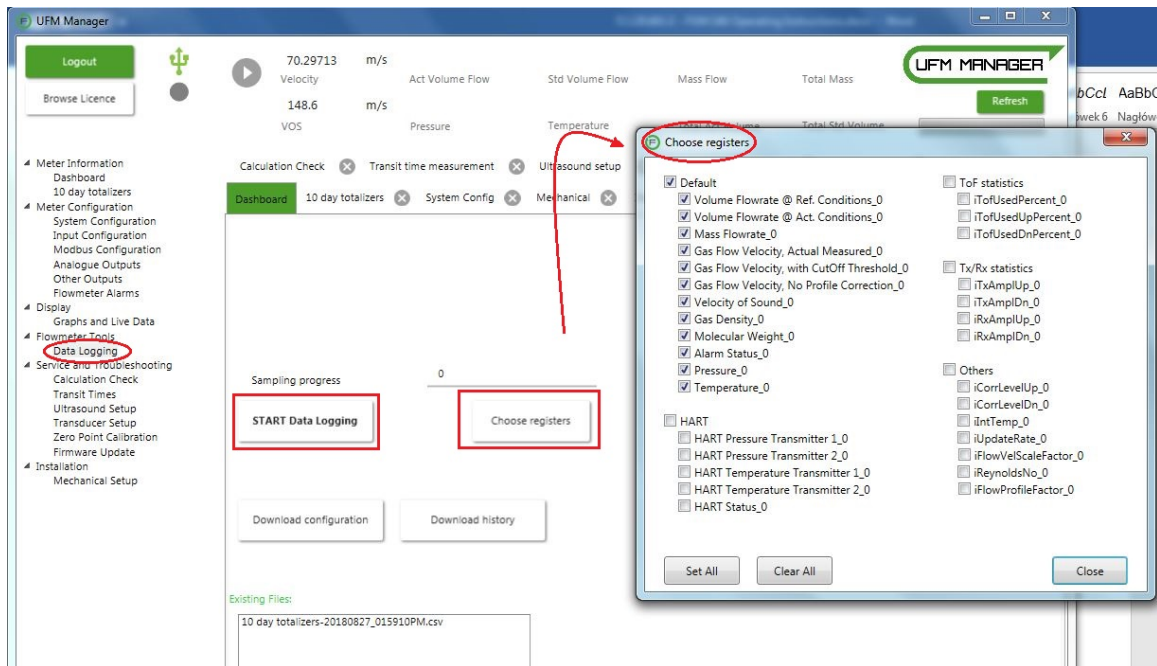 UFM Manager
Logout
Browse Licence
70.29713 m/s
Velocity Act Volume Flow Std Volume Flow Mass Flow Total Mass
148.6 m/s
VOS Pressure Temperature Total Act Volume Total Std Volume
UFM MANAGER
Refresh
bCcl AaBbC
wek 6 Nagłów
Meter Information
Dashboard
10 day totalizers
Meter Configuration
System Configuration
Input Configuration
Modbus Configuration
Analogue Outputs
Other Outputs
Flowmeter Alarms
Display
Graphs and Live Data
Flowmeter Tools
Data Logging
Service and Troubleshooting
Calculation Check
Transit Times
Ultrasound Setup
Transducer Setup
Zero Point Calibration
Firmware Update
Installation
Mechanical Setup
Calculation Check Transit time measurement Ultrasound setup
Dashboard 10 day totalizers System Config Mechanical
Sampling progress 0
START Data Logging Choose registers
Download configuration Download history
Existing Files:
10 day totalizers-20180827_015910PM.csv
Choose registers
Default
Volume Flowrate @ Ref. Conditions_0
Volume Flowrate @ Act. Conditions_0
Mass Flowrate_0
Gas Flow Velocity, Actual Measured_0
Gas Flow Velocity, with CutOff Threshold_0
Gas Flow Velocity, No Profile Correction_0
Velocity of Sound_0
Gas Density_0
Molecular Weight_0
Alarm Status_0
Pressure_0
Temperature_0
HART
HART Pressure Transmitter 1_0
HART Pressure Transmitter 2_0
HART Temperature Transmitter 1_0
HART Temperature Transmitter 2_0
HART Status_0
ToF statistics
iTofUsedPercent_0
iTofUsedUpPercent_0
iTofUsedDnPercent_0
Tx/Rx statistics
iTxAmplUp_0
iTxAmplDn_0
iRxAmplUp_0
iRxAmplDn_0
Others
iCorrLevelUp_0
iCorrLevelDn_0
iIntTemp_0
iUpdateRate_0
iFlowVelScaleFactor_0
iReynoldsNo_0
iFlowProfileFactor_0
Set All Clear All Close